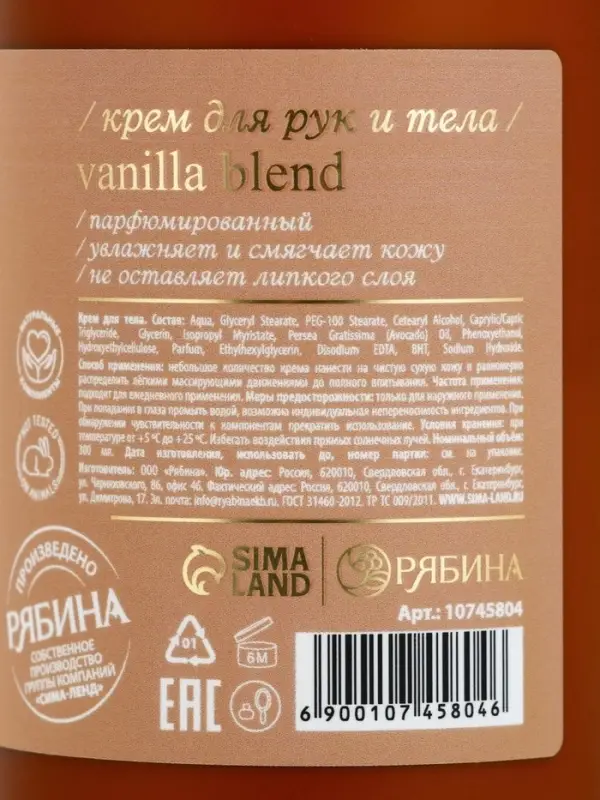 /крем для рук и тела/
vanilla blend
/парфюмированный
/увлажняет и смягчает кожу
/не оставляет липкого слоя
Крем для тела. Состав: Aqua, Glyceryl Stearate, PEG-100 Stearate, Cetearyl Alcohol, Caprylic/Capric
Triglyceride, Glycerin, Isopropyl Myristate, Persea Gratissima (Avocado) Oil, Phenoxyethanol,
Hydroxyethylcellulose, Parfum, Ethylhexylglycerin, Disodium EDTA, BHT, Sodium Hydroxide.
Способ применения: небольшое количество крема нанести на чистую сухую кожу и равномерно
распределить лёгкими массирующими движениями до полного впитывания. Частота применения:
подходит для ежедневного применения. Меры предосторожности: только для наружного применения.
При попадании в глаза промыть водой, возможна индивидуальная непереносимость ингредиентов. При
обнаружении чувствительности к компонентам прекратить использование. Условия хранения: при
температуре от +5 °C до +25 °C. Избегать воздействия прямых солнечных лучей. Номинальный объём:
300 мл. Дата изготовления, использовать до, номер партии: см. на упаковке.
Изготовитель: ООО «Рябина». Юр. адрес: Россия, 620010, Свердловская обл., г. Екатеринбург,
ул. Черняховского, 86, офис 46. Фактический адрес: Россия, 620010, Свердловская обл., г. Екатеринбург,
ул. Димитрова, 17. Эл. почта: info@ryabinaekb.ru. ГОСТ 31460-2012. ТР ТС 009/2011. WWW.SIMA-LAND.RU
NOT TESTED
ON ANIMALS
ПРОИЗВЕДЕНО
РЯБИНА
СОБСТВЕННОЕ
ПРОИЗВОДСТВО
ГРУППЫ КОМПАНИЙ
«СИМА-ЛЕНД»
SIMA
LAND
РЯБИНА
Арт.: 10745804
01
6M
EAC
6 900107 458046